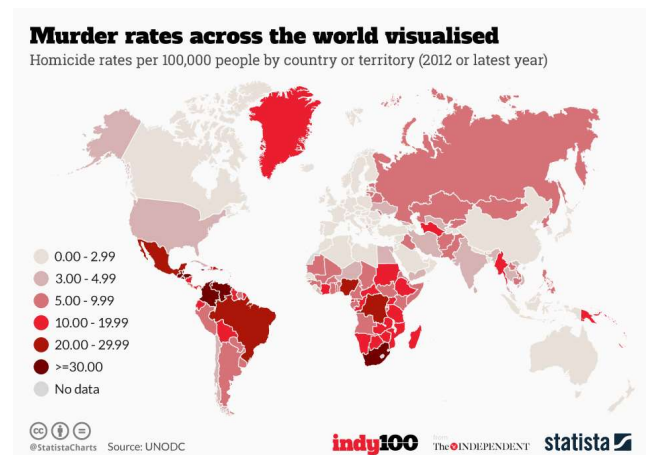 Murder rates across the world visualised
Homicide rates per 100,000 people by country or territory (2012 or latest year)
0.00 - 2.99
3.00 - 4.99
5.00 - 9.99
10.00 - 19.99
20.00 - 29.99
>=30.00
No data
@StatistaCharts Source: UNODC
indy100
The INDEPENDENT
statista